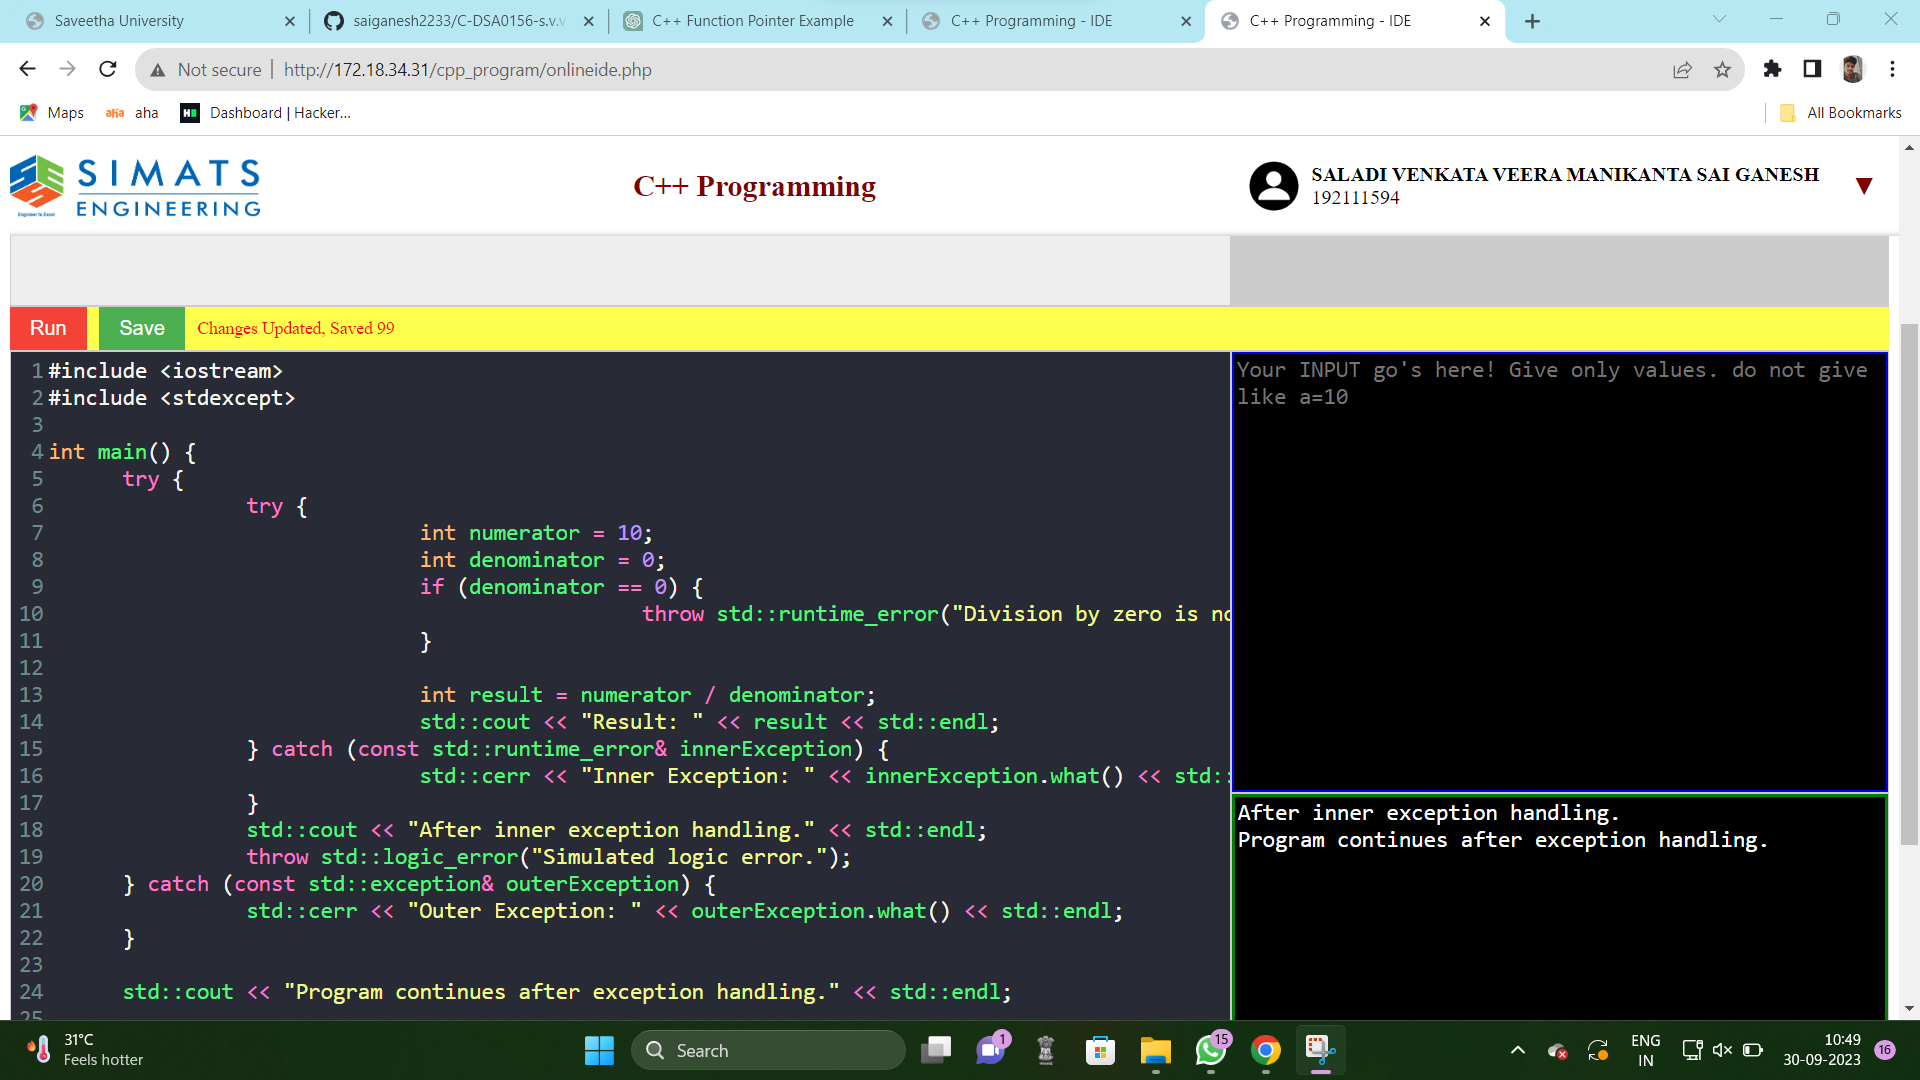 Saveetha University
saiganesh2233/C-DSA0156-s.v.v
C++ Function Pointer Example
C++ Programming - IDE
C++ Programming - IDE
Not secure
http://172.18.34.31/cpp_program/onlineide.php
Maps
aha
aha
Dashboard | Hacker...
All Bookmarks
SIMATS
ENGINEERING
Engineer to Excel
C++ Programming
SALADI VENKATA VEERA MANIKANTA SAI GANESH
192111594
Run
Save
Changes Updated, Saved 99
1 #include <iostream>
2 #include <stdexcept>
3
4 int main() {
5 try {
6 try {
7 int numerator = 10;
8 int denominator = 0;
9 if (denominator == 0) {
10 throw std::runtime_error("Division by zero is no
11 }
12
13 int result = numerator / denominator;
14 std::cout << "Result: " << result << std::endl;
15 } catch (const std::runtime_error& innerException) {
16 std::cerr << "Inner Exception: " << innerException.what() << std::
17 }
18 std::cout << "After inner exception handling." << std::endl;
19 throw std::logic_error("Simulated logic error.");
20 } catch (const std::exception& outerException) {
21 std::cerr << "Outer Exception: " << outerException.what() << std::endl;
22 }
23
24 std::cout << "Program continues after exception handling." << std::endl;
25
Your INPUT go's here! Give only values. do not give
like a=10
After inner exception handling.
Program continues after exception handling.
31°C
Feels hotter
Search
1
15
ENG
IN
10:49
30-09-2023
16